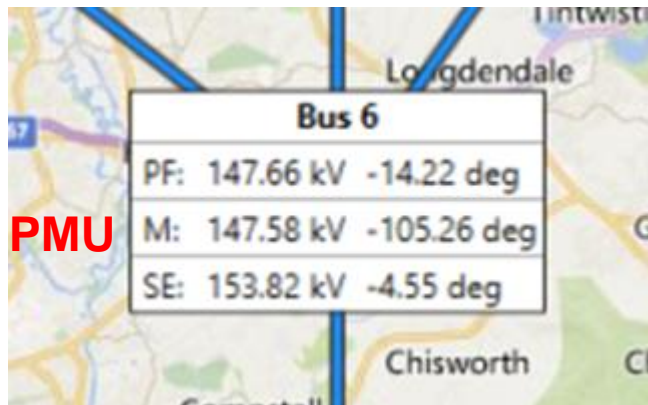 Longdendale
Bus 6
67
PF: 147.66 kV -14.22 deg
PMU M: 147.58 kV -105.26 deg
SE: 153.82 kV -4.55 deg
Chisworth